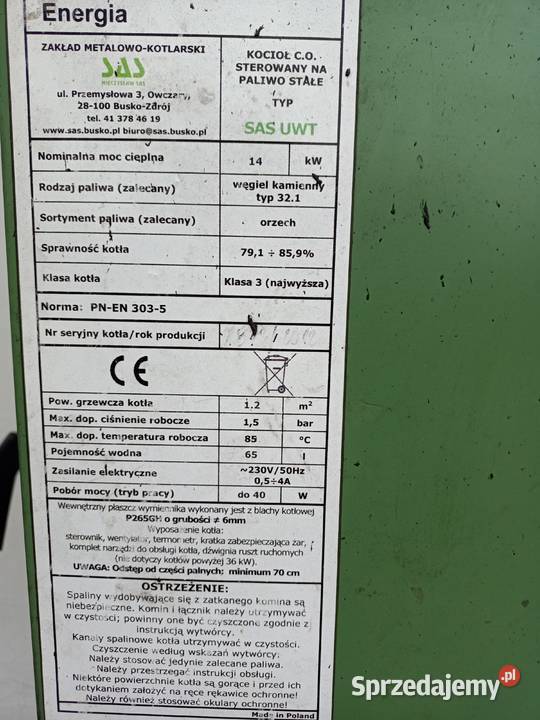 Energia
ZAKŁAD METALOWO-KOTLARSKI
SAS
MIECZYSŁAW SAS
ul. Przemysłowa 3, Owczary,
28-100 Busko-Zdrój
tel. 41 378 46 19
www.sas.busko.pl biuro@sas.busko.pl
KOCIOŁ C.O.
STEROWANY NA
PALIWO STAŁE
TYP
SAS UWT
Nominalna moc cieplna 14 kW
Rodzaj paliwa (zalecany) węgiel kamienny
typ 32.1
Sortyment paliwa (zalecany) orzech
Sprawność kotła 79,1 ÷ 85,9%
Klasa kotła Klasa 3 (najwyższa)
Norma: PN-EN 303-5
Nr seryjny kotła/rok produkcji
CE
Pow. grzewcza kotła 1.2 m²
Max. dop. ciśnienie robocze 1,5 bar
Max. dop. temperatura robocza 85 °C
Pojemność wodna 65 l
Zasilanie elektryczne ~230V/50Hz
0,5÷4A
Pobór mocy (tryb pracy) do 40 W
Wewnętrzny płaszcz wymiennika wykonany jest z blachy kotłowej
P265GH o grubości ≠ 6mm
Wyposażenie kotła:
sterownik, wentylator, termometr, kratka zabezpieczająca żar,
komplet narzędzi do obsługi kotła, dźwignia ruszt ruchomych
(nie dotyczy kotłów powyżej 36 kW).
UWAGA: Odstęp od części palnych: minimum 70 cm
OSTRZEŻENIE:
Spaliny wydobywające się z zatkanego komina są
niebezpieczne. Komin i łącznik należy utrzymywać
w czystości; powinny one być czyszczone zgodnie z
instrukcją wytwórcy.
Kanały spalinowe kotła utrzymywać w czystości.
Czyszczenie według wskazań wytwórcy.
Należy stosować jedynie zalecane paliwa.
Należy przestrzegać instrukcji obsługi.
Niektóre powierzchnie kotła są gorące i przed ich
dotykaniem założyć na ręce rękawice ochronne!
Należy również stosować okulary ochronne!
Made in Poland
Sprzedajemy.pl